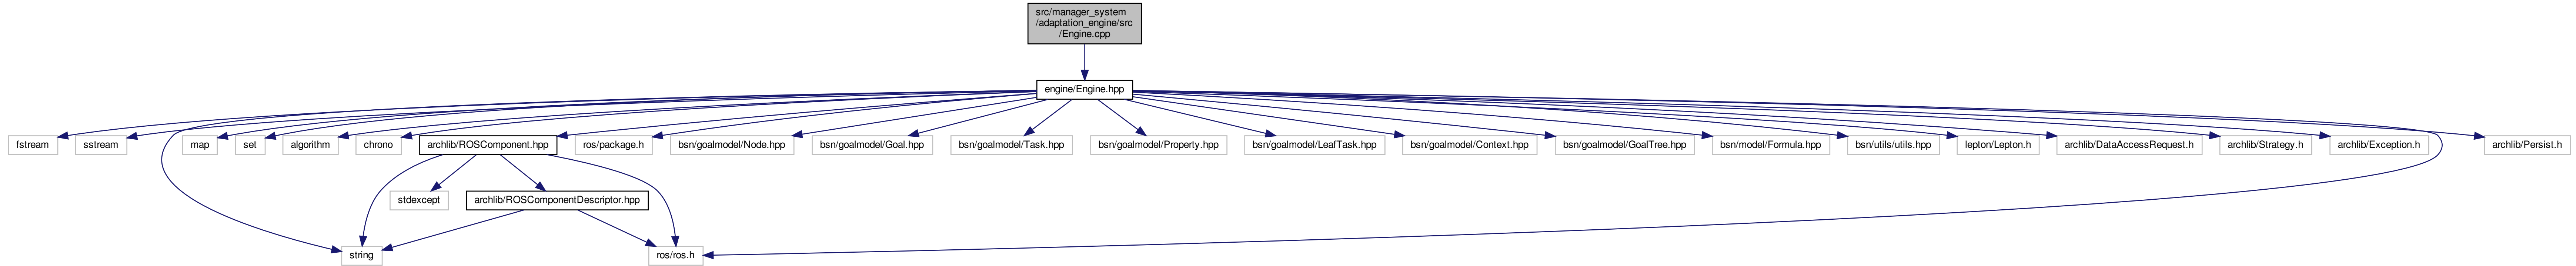 src/manager_system
/adaptation_engine/src
/Engine.cpp
engine/Engine.hpp
fstream
sstream
map
set
algorithm
chrono
archlib/ROSComponent.hpp
ros/package.h
bsn/goalmodel/Node.hpp
bsn/goalmodel/Goal.hpp
bsn/goalmodel/Task.hpp
bsn/goalmodel/Property.hpp
bsn/goalmodel/LeafTask.hpp
bsn/goalmodel/Context.hpp
bsn/goalmodel/GoalTree.hpp
bsn/model/Formula.hpp
bsn/utils/utils.hpp
lepton/Lepton.h
archlib/DataAccessRequest.h
archlib/Strategy.h
archlib/Exception.h
archlib/Persist.h
stdexcept
archlib/ROSComponentDescriptor.hpp
string
ros/ros.h